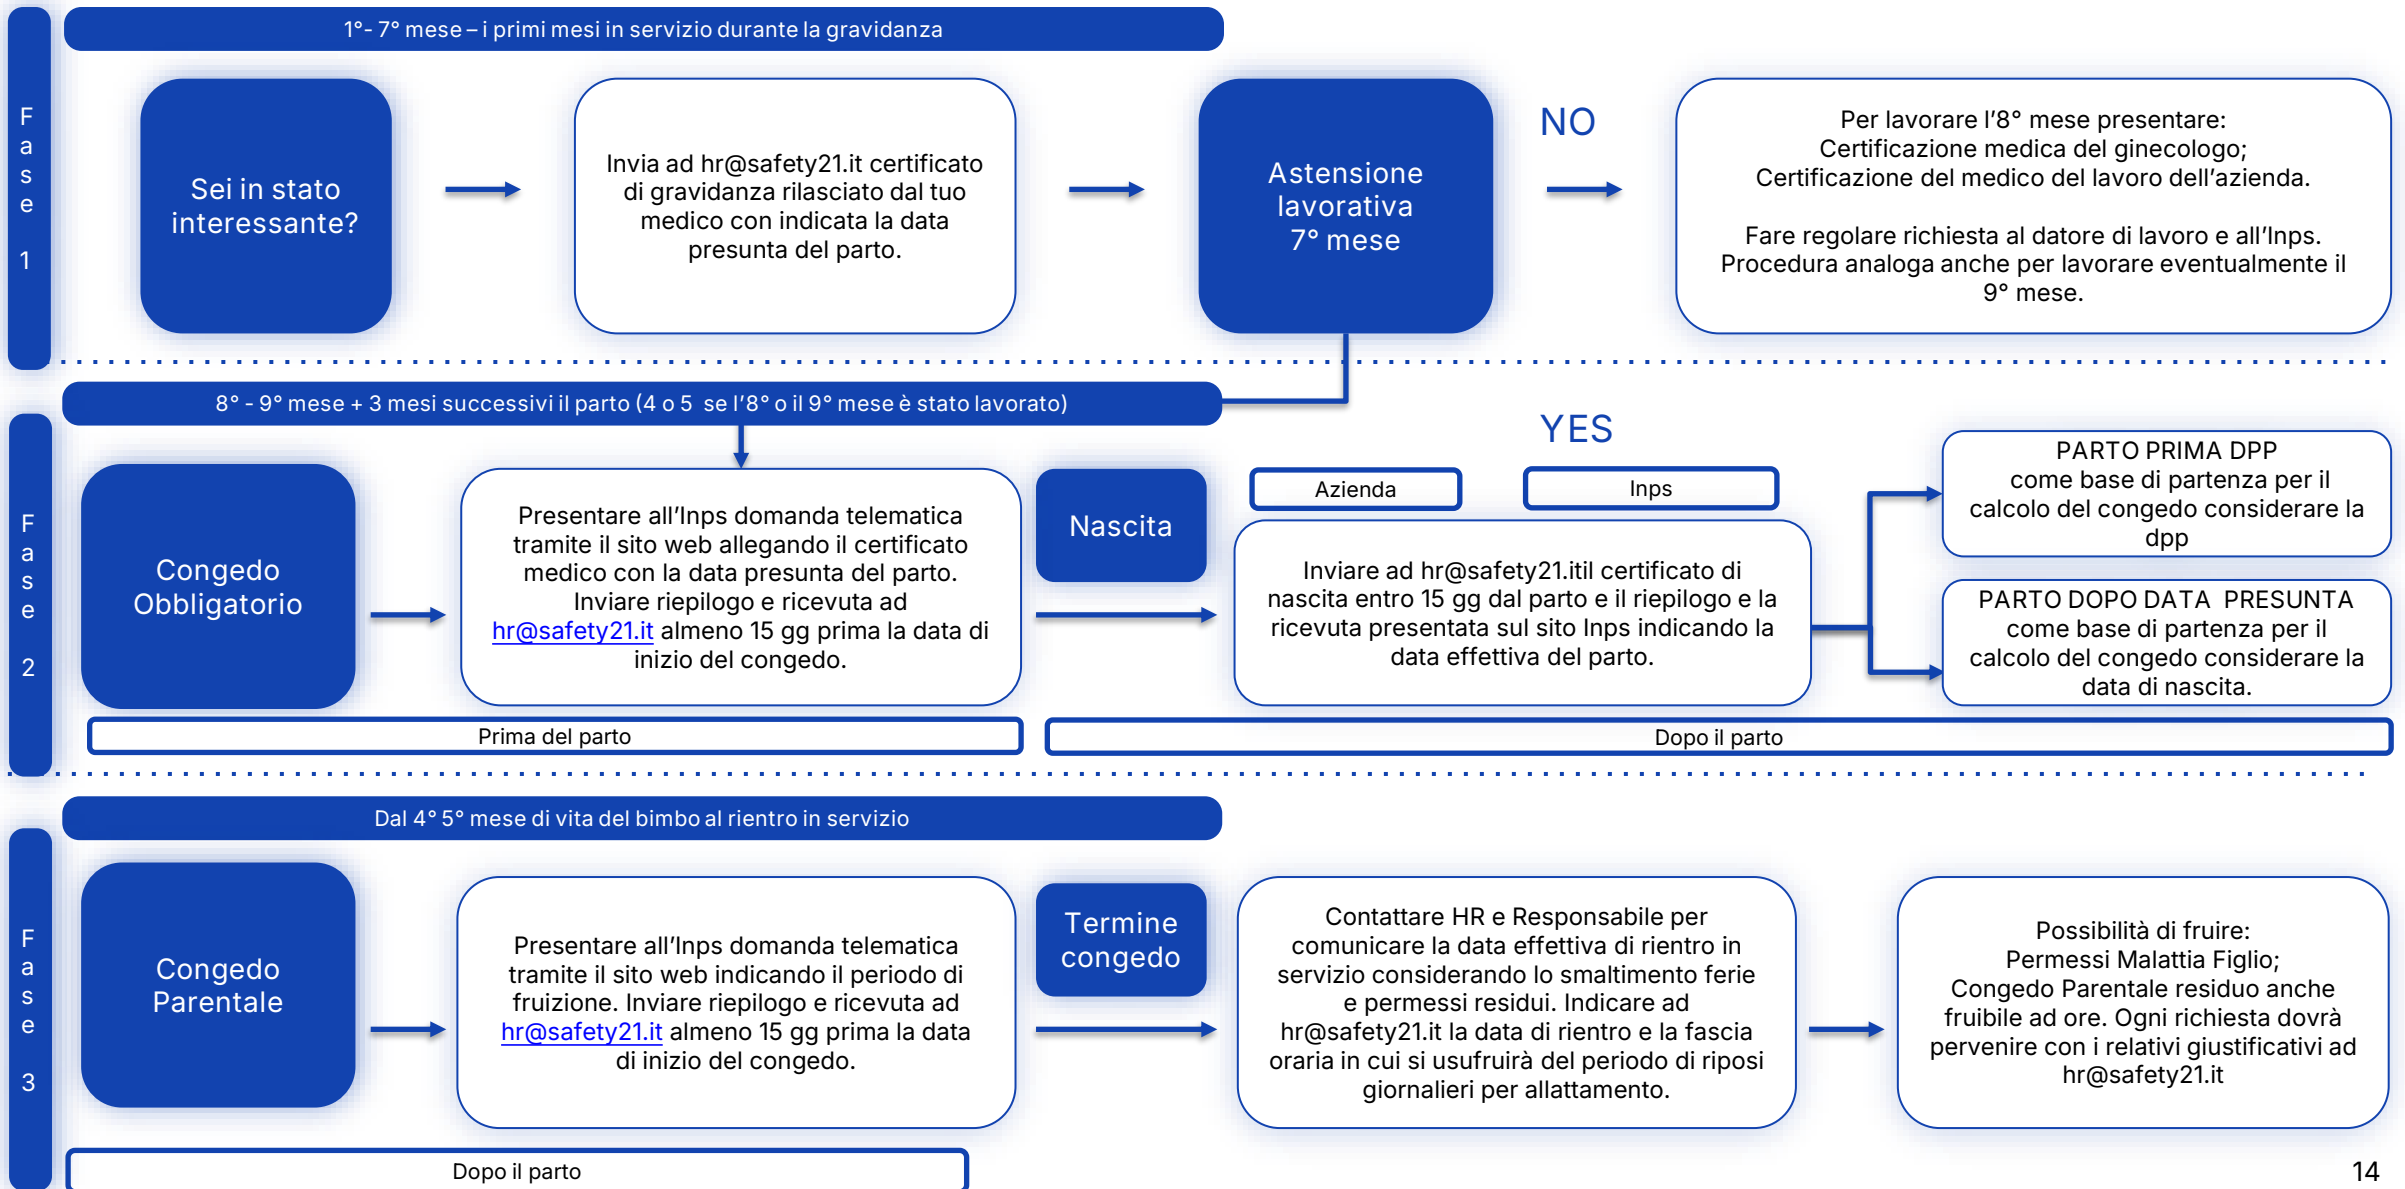 Fase 1
1°- 7° mese – i primi mesi in servizio durante la gravidanza
Sei in stato
interessante?
Invia ad hr@safety21.it certificato
di gravidanza rilasciato dal tuo
medico con indicata la data
presunta del parto.
Astensione
lavorativa
7° mese
NO
Per lavorare l'8° mese presentare:
Certificazione medica del ginecologo;
Certificazione del medico del lavoro dell'azienda.
Fare regolare richiesta al datore di lavoro e all'Inps.
Procedura analoga anche per lavorare eventualmente il
9° mese.
Fase 2
8° - 9° mese + 3 mesi successivi il parto (4 o 5 se l'8° o il 9° mese è stato lavorato)
Congedo
Obbligatorio
Presentare all'Inps domanda telematica
tramite il sito web allegando il certificato
medico con la data presunta del parto.
Inviare riepilogo e ricevuta ad
hr@safety21.it almeno 15 gg prima la data di
inizio del congedo.
Prima del parto
Nascita
YES
Azienda
Inps
Inviare ad hr@safety21.itil certificato di
nascita entro 15 gg dal parto e il riepilogo e la
ricevuta presentata sul sito Inps indicando la
data effettiva del parto.
PARTO PRIMA DPP
come base di partenza per il
calcolo del congedo considerare la
dpp
PARTO DOPO DATA PRESUNTA
come base di partenza per il
calcolo del congedo considerare la
data di nascita.
Dopo il parto
Fase 3
Dal 4° 5° mese di vita del bimbo al rientro in servizio
Congedo
Parentale
Presentare all'Inps domanda telematica
tramite il sito web indicando il periodo di
fruizione. Inviare riepilogo e ricevuta ad
hr@safety21.it almeno 15 gg prima la data
di inizio del congedo.
Dopo il parto
Termine
congedo
Contattare HR e Responsabile per
comunicare la data effettiva di rientro in
servizio considerando lo smaltimento ferie
e permessi residui. Indicare ad
hr@safety21.it la data di rientro e la fascia
oraria in cui si usufruirà del periodo di riposi
giornalieri per allattamento.
Possibilità di fruire:
Permessi Malattia Figlio;
Congedo Parentale residuo anche
fruibile ad ore. Ogni richiesta dovrà
pervenire con i relativi giustificativi ad
hr@safety21.it
14